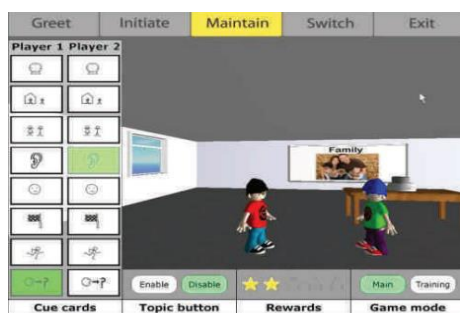 Greet Initiate Maintain Switch Exit
Player 1 Player 2
Family
Enable Disable Main Training
Cue cards Topic button Rewards Game mode